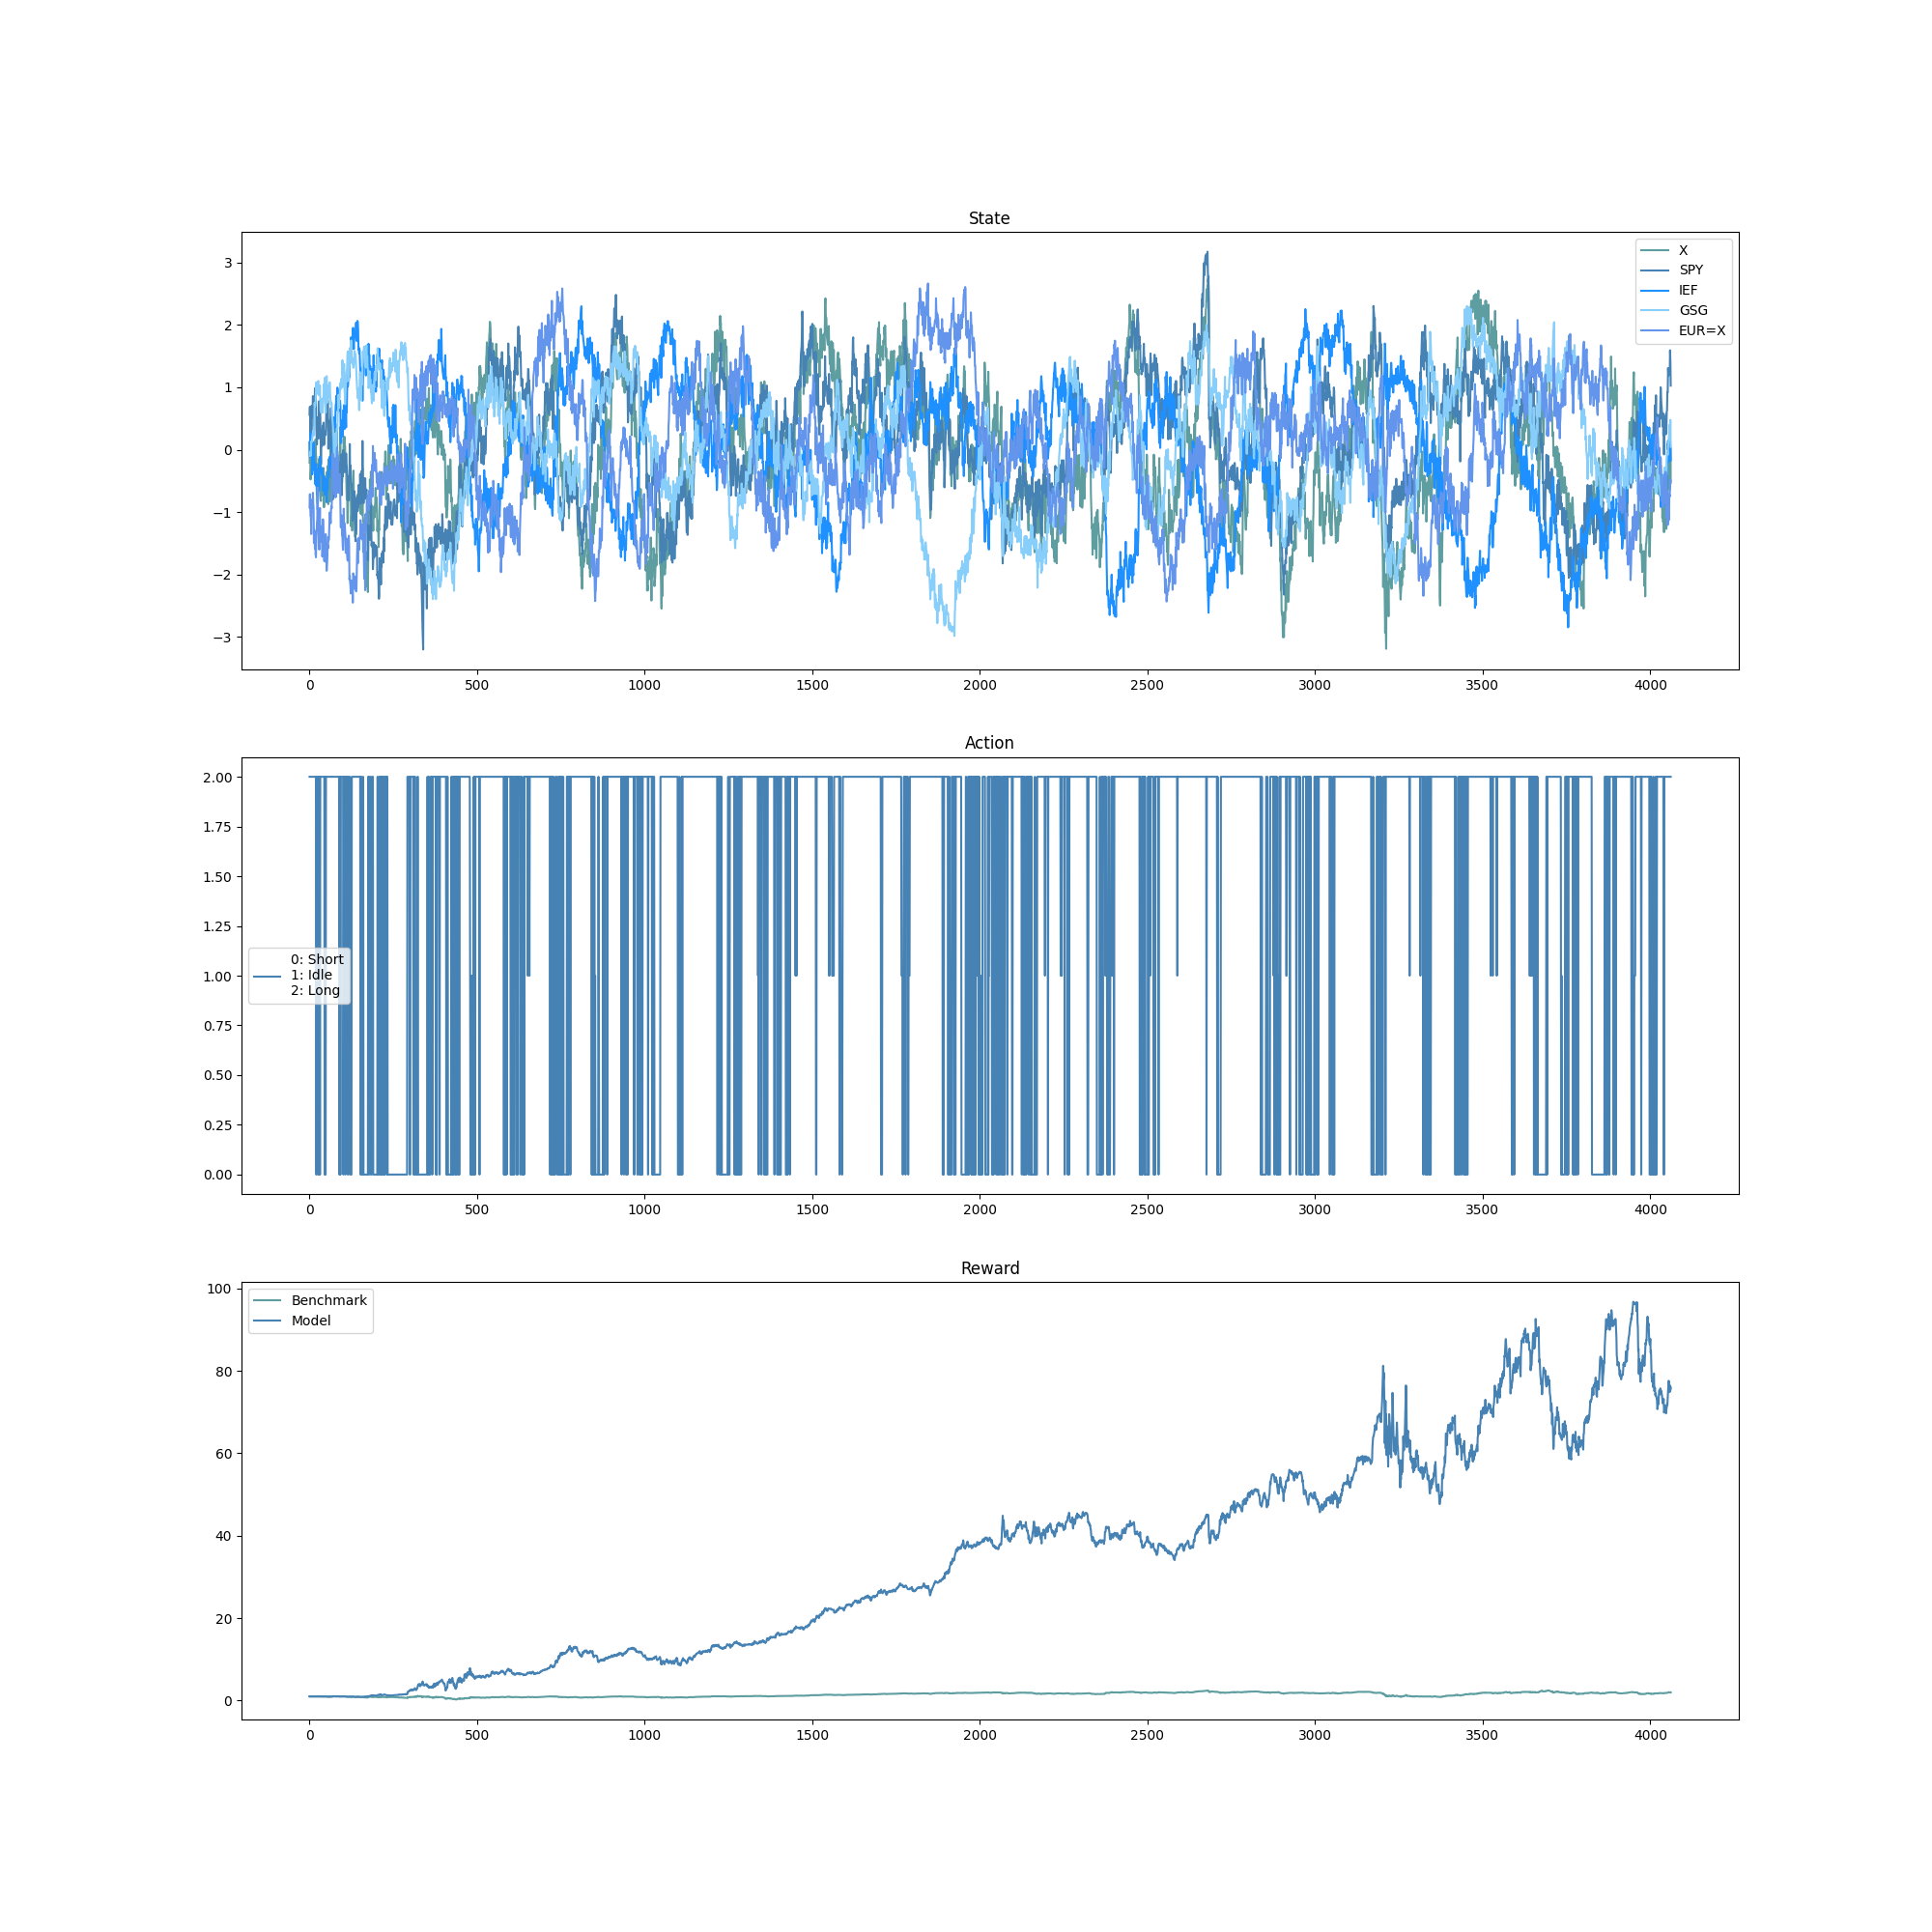 State
3
2
1
0
−1
−2
−3
X
SPY
IEF
GSG
EUR=X
0 500 1000 1500 2000 2500 3000 3500 4000
Action
2.00
1.75
1.50
1.25
1.00
0.75
0.50
0.25
0.00
0: Short
1: Idle
2: Long
0 500 1000 1500 2000 2500 3000 3500 4000
Reward
100
80
60
40
20
0
Benchmark
Model
0 500 1000 1500 2000 2500 3000 3500 4000